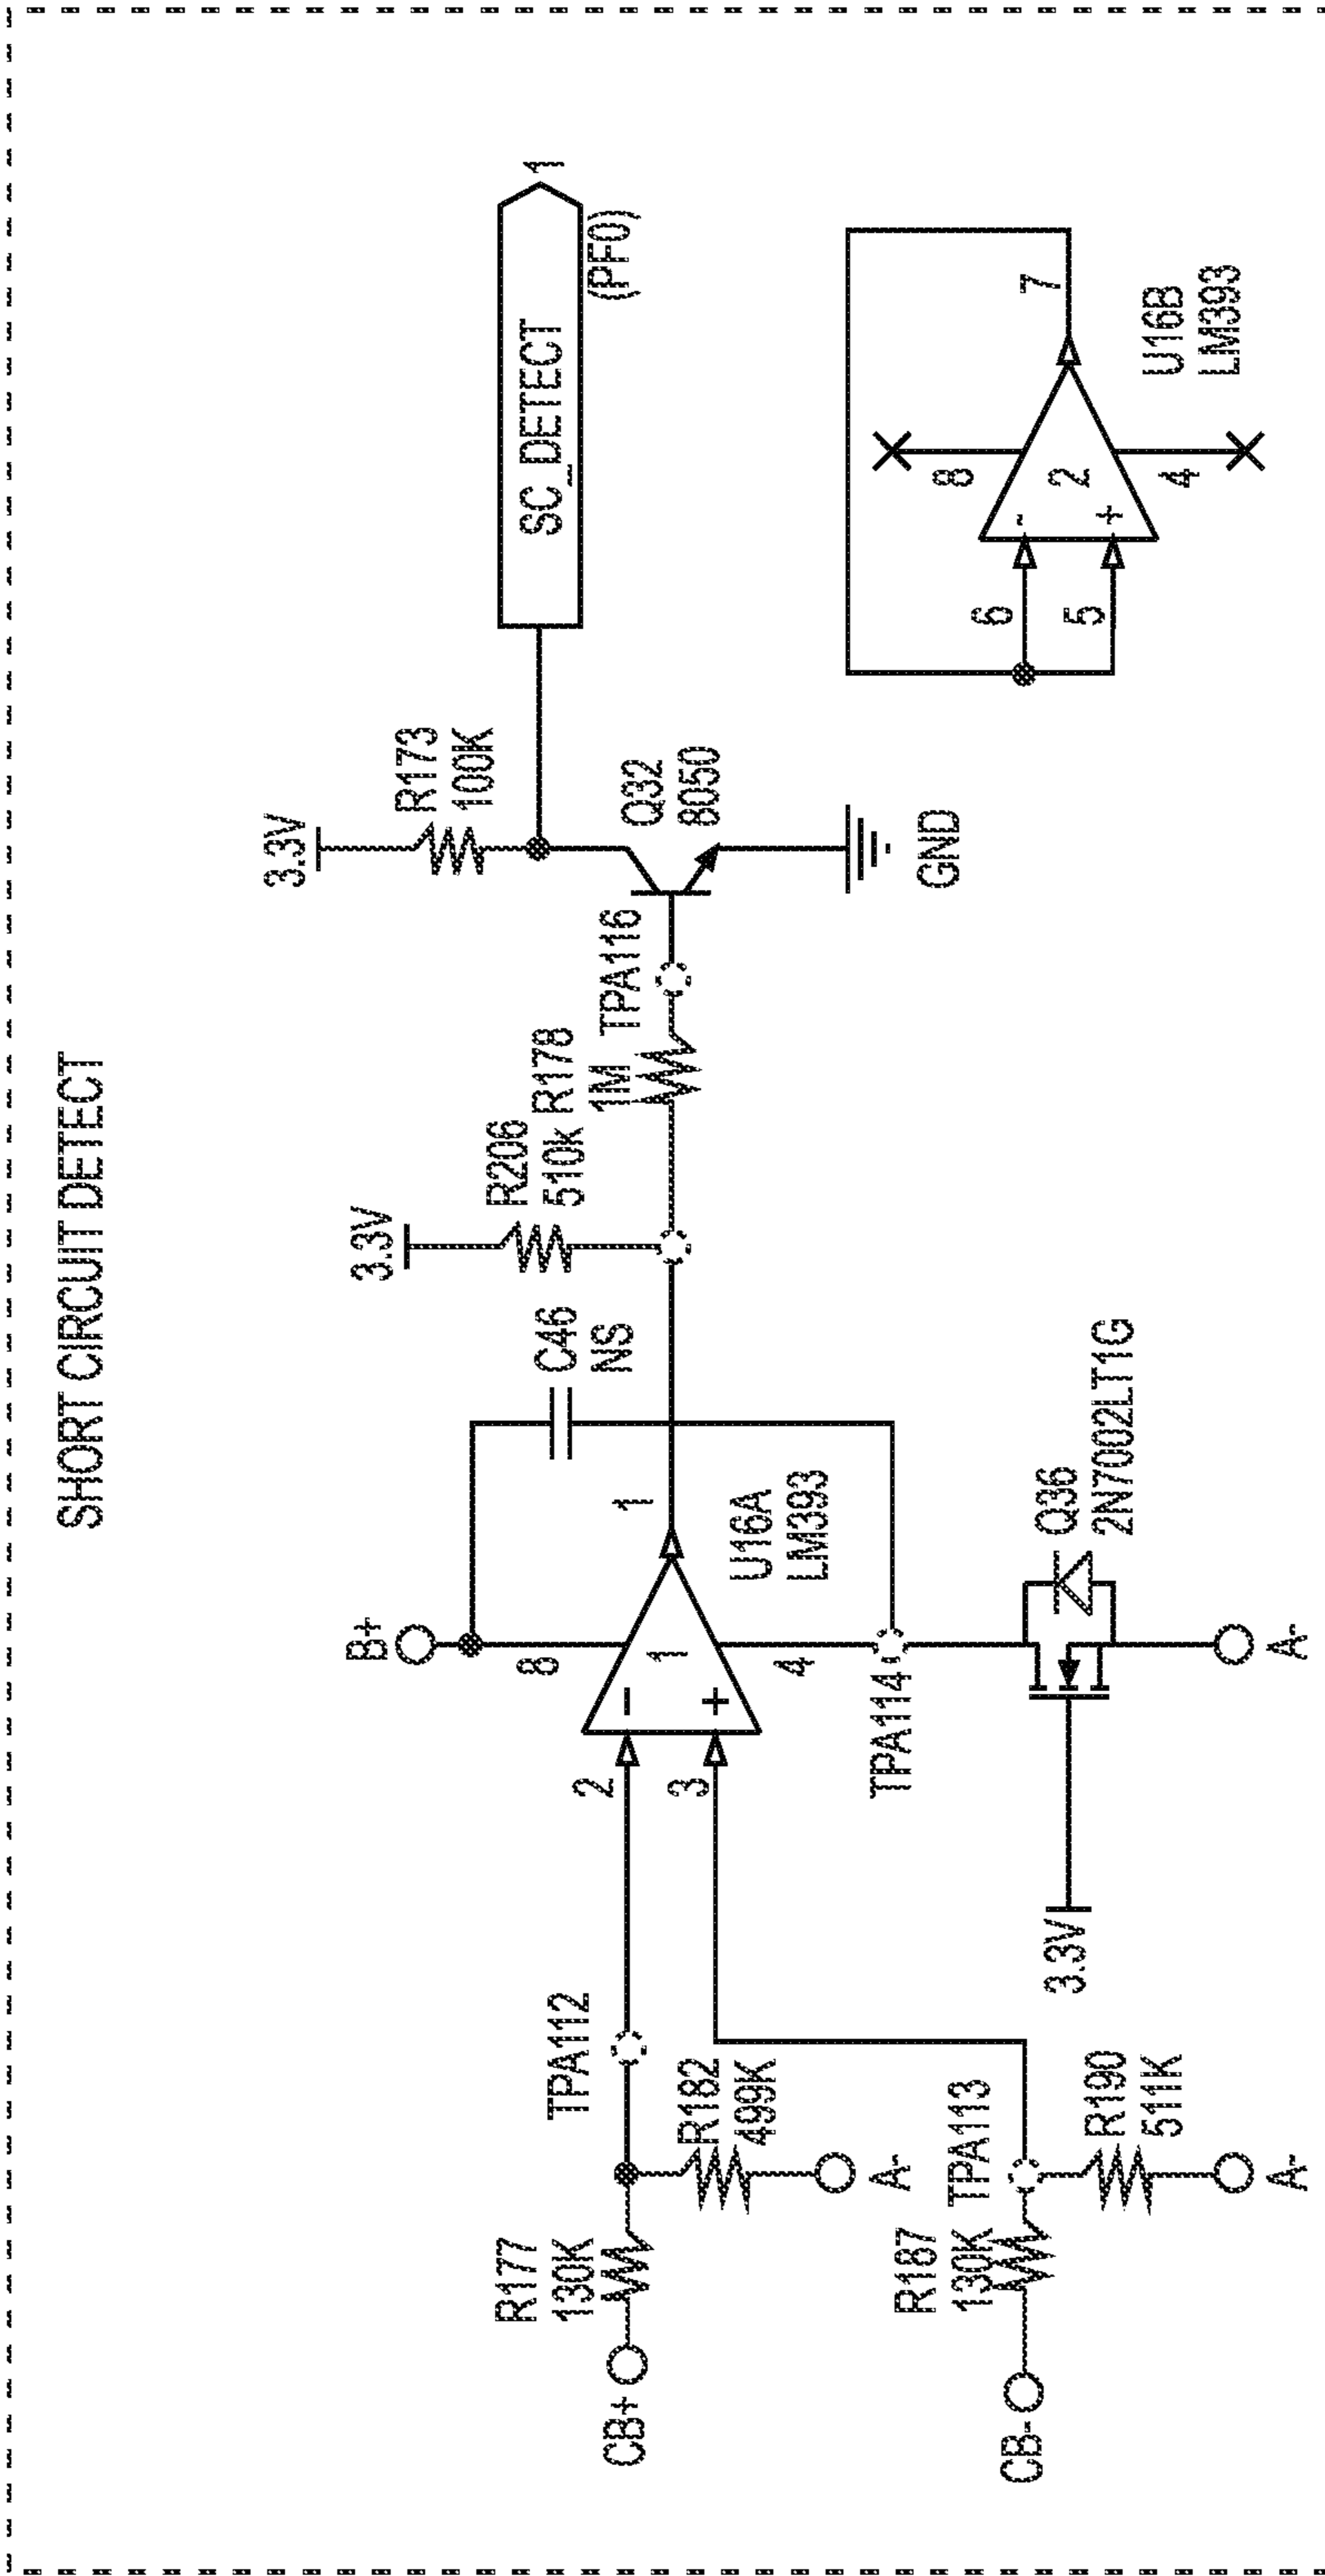 SHORT CIRCUIT DETECT
3.3V
R173
100K
SC_DETECT
1
(PF0)
3.3V
R206
510k
R178
1M
TPA116
Q32
8050
GND
B+
C46
NS
8
1
1
2
3
4
U16A
LM393
TPA114
Q36
2N7002LT1G
A-
3.3V
TPA112
R177
130K
CB+
R182
499K
A-
TPA113
R187
130K
CB-
R190
511K
A-
8
7
6
-
2
5
+
4
U16B
LM393